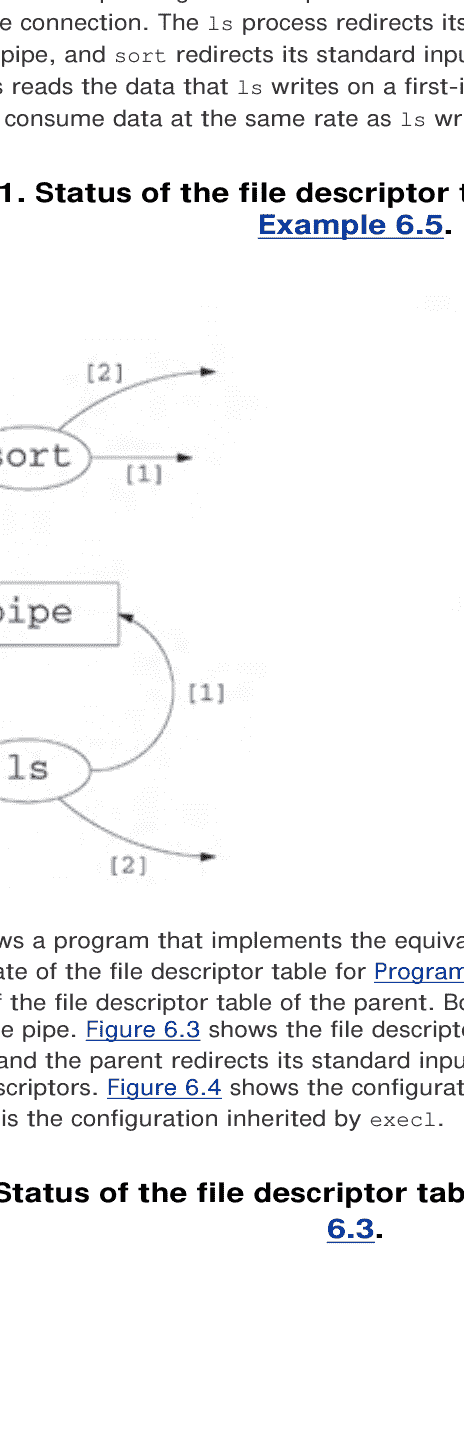 e connection. The ls process redirects its
pipe, and sort redirects its standard inpu
s reads the data that ls writes on a first-i
consume data at the same rate as ls wr
1. Status of the file descriptor t
Example 6.5.
[2]
sort
[1]
pipe
[1]
ls
[2]
ws a program that implements the equiva
ate of the file descriptor table for Program
f the file descriptor table of the parent. Bo
e pipe. Figure 6.3 shows the file descripto
and the parent redirects its standard inpu
scriptors. Figure 6.4 shows the configurat
is the configuration inherited by execl.
Status of the file descriptor tab
6.3.